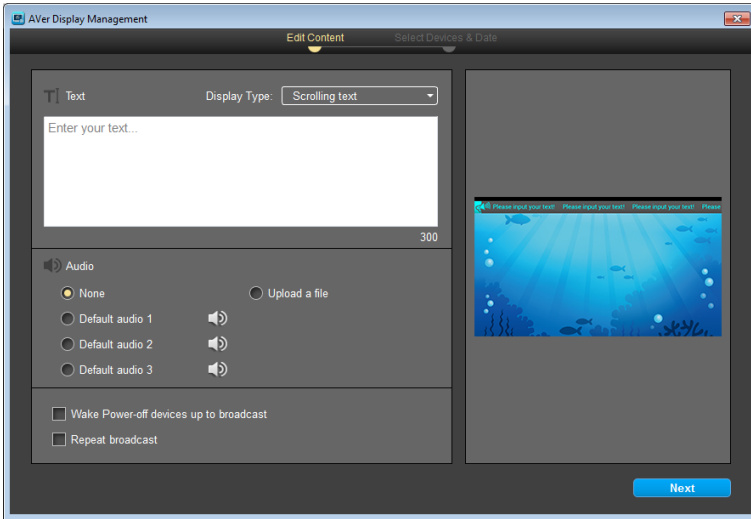 AVer Display Management
Edit Content Select Devices & Date
Text Display Type: Scrolling text
Enter your text...
300
Please input your text! Please input your text! Please input your text! Please
Audio
None Upload a file
Default audio 1
Default audio 2
Default audio 3
Wake Power-off devices up to broadcast
Repeat broadcast
Next